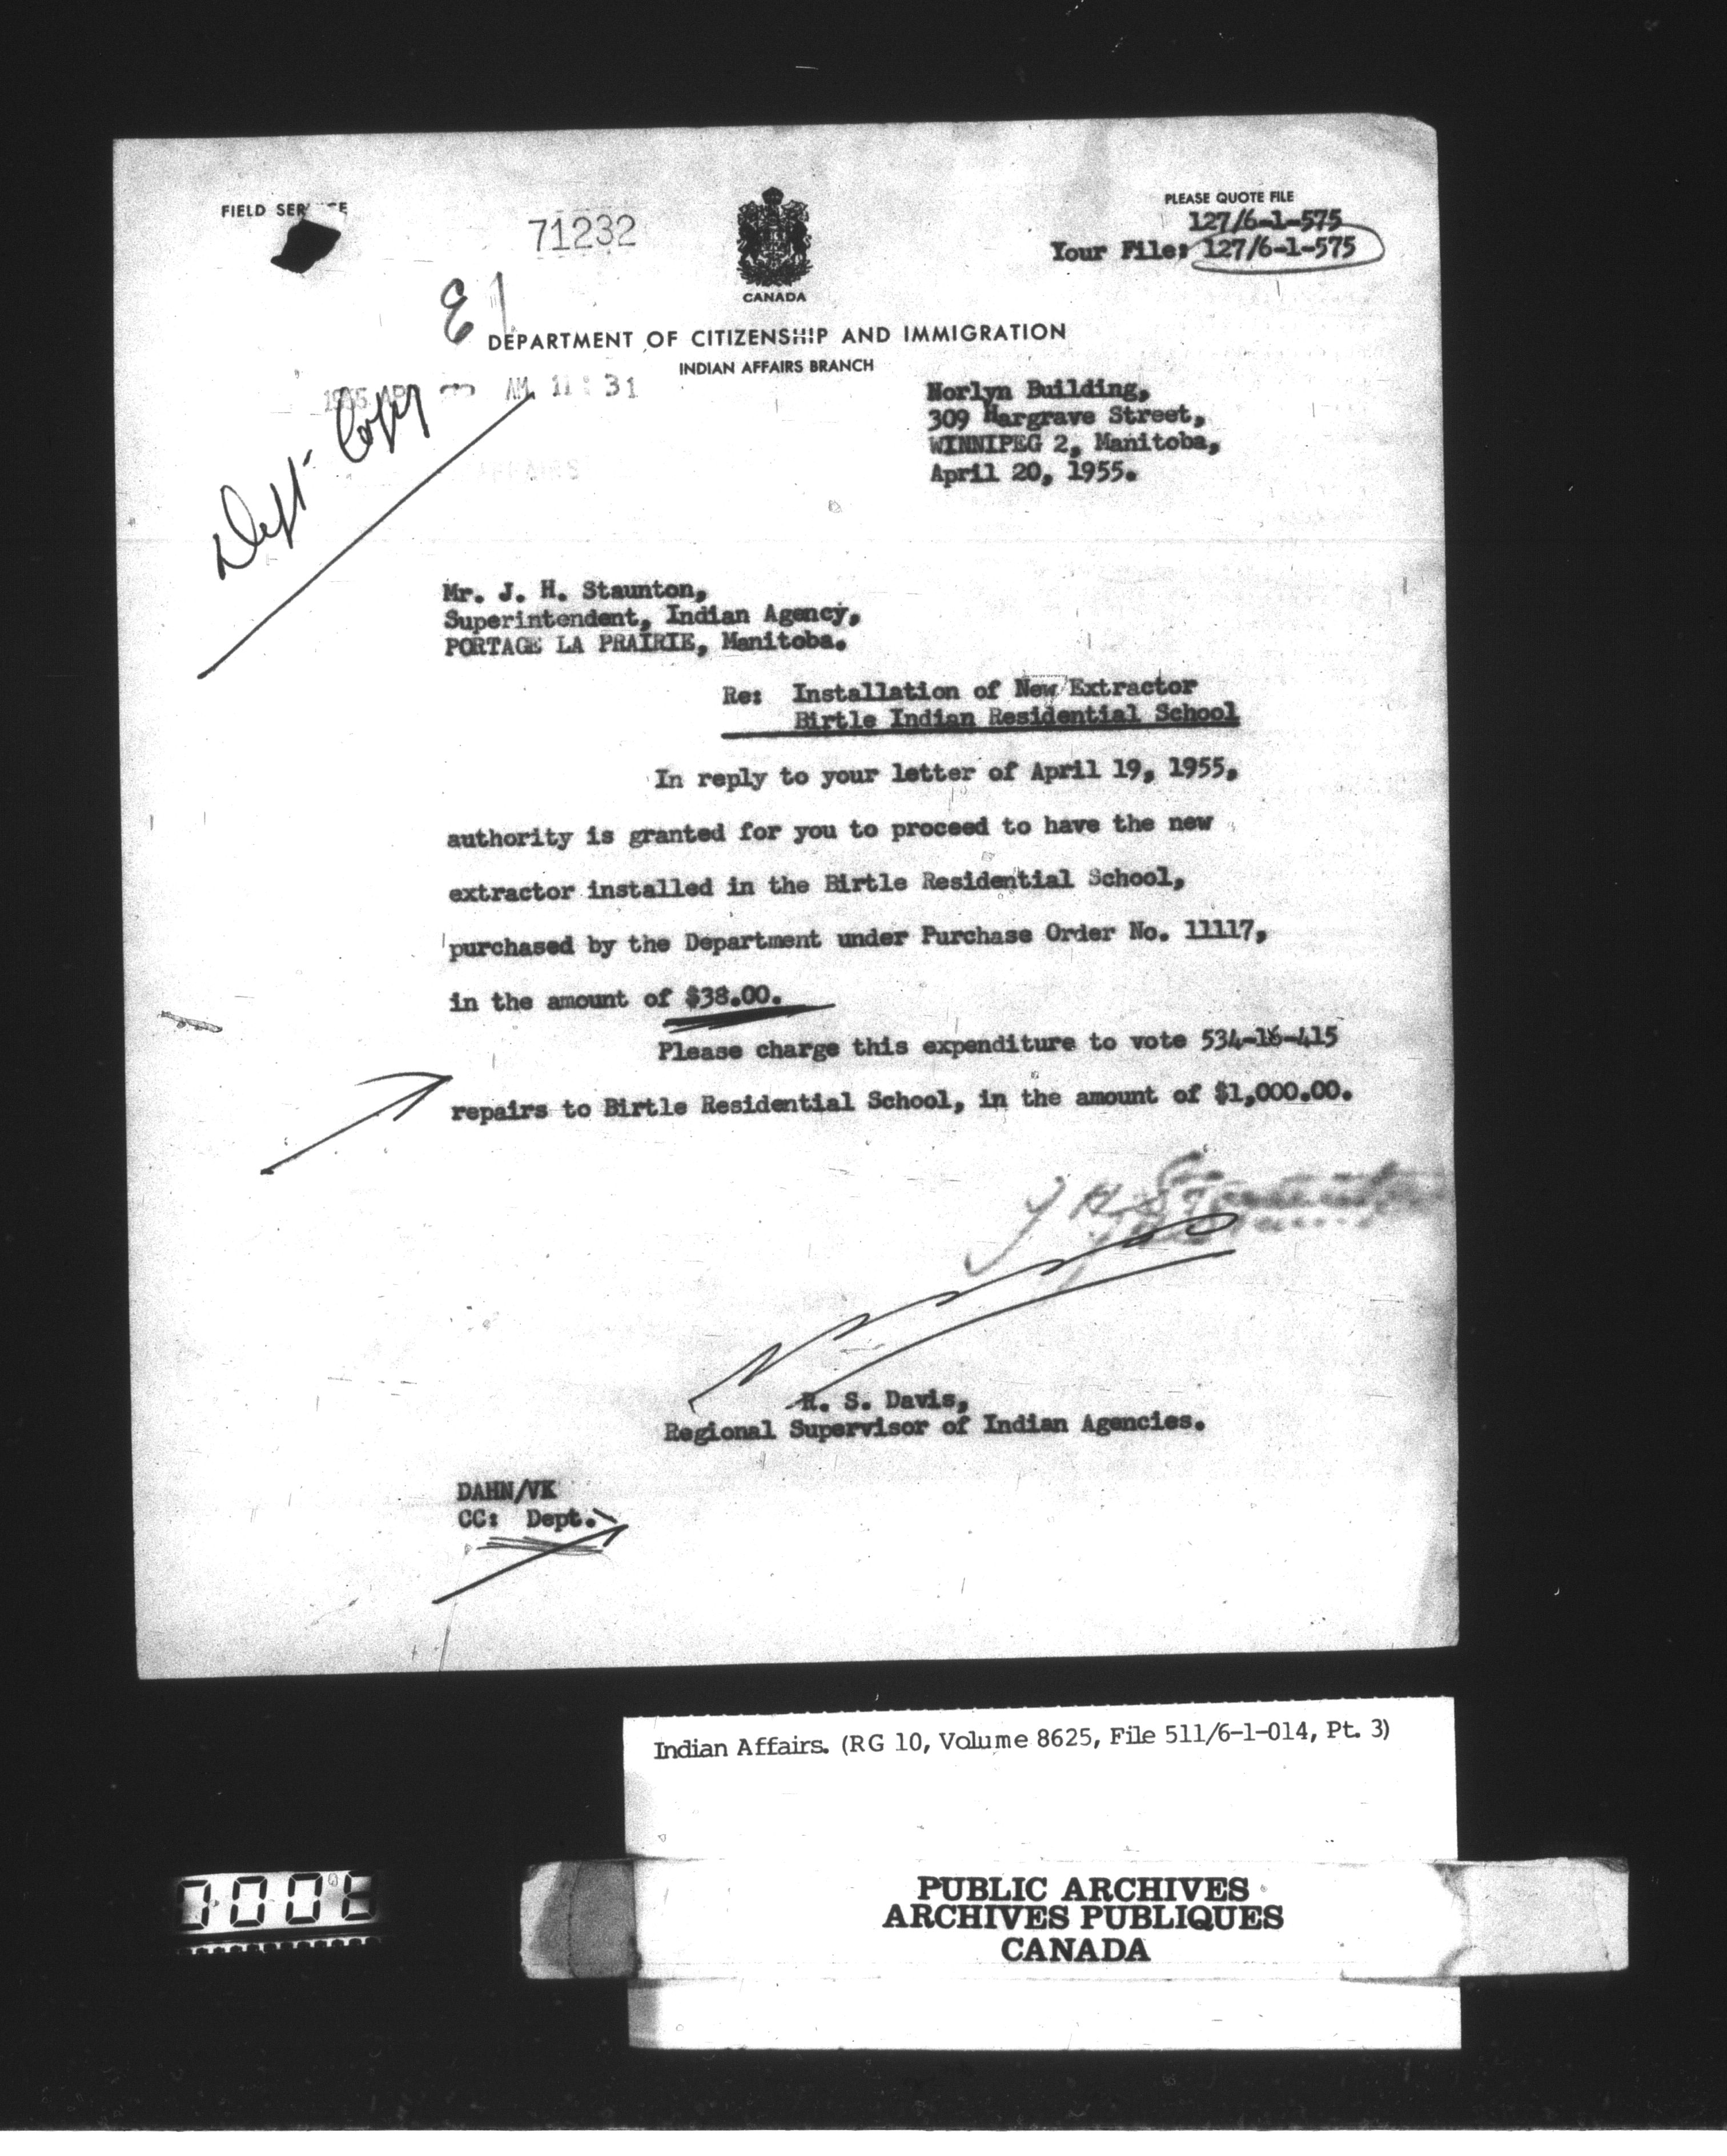 FIELD SERVICE
71232
PLEASE QUOTE FILE
127/6-1-575
Your File: 127/6-1-575
CANADA
E1
DEPARTMENT OF CITIZENSHIP AND IMMIGRATION
INDIAN AFFAIRS BRANCH
AM. 11:31
Dept. Copy
AFFAIRS
Norlyn Building,
309 Hargrave Street,
WINNIPEG 2, Manitoba,
April 20, 1955.
Mr. J. H. Staunton,
Superintendent, Indian Agency,
PORTAGE LA PRAIRIE, Manitoba.
Re: Installation of New Extractor
Birtle Indian Residential School
In reply to your letter of April 19, 1955,
authority is granted for you to proceed to have the new
extractor installed in the Birtle Residential School,
purchased by the Department under Purchase Order No. 11117,
in the amount of $38.00.
Please charge this expenditure to vote 534-16-415
repairs to Birtle Residential School, in the amount of $1,000.00.
J H Staunton
R. S. Davis,
Regional Supervisor of Indian Agencies.
DAHN/VK
CC: Dept.
Indian Affairs. (RG 10, Volume 8625, File 511/6-1-014, Pt. 3)
PUBLIC ARCHIVES
ARCHIVES PUBLIQUES
CANADA